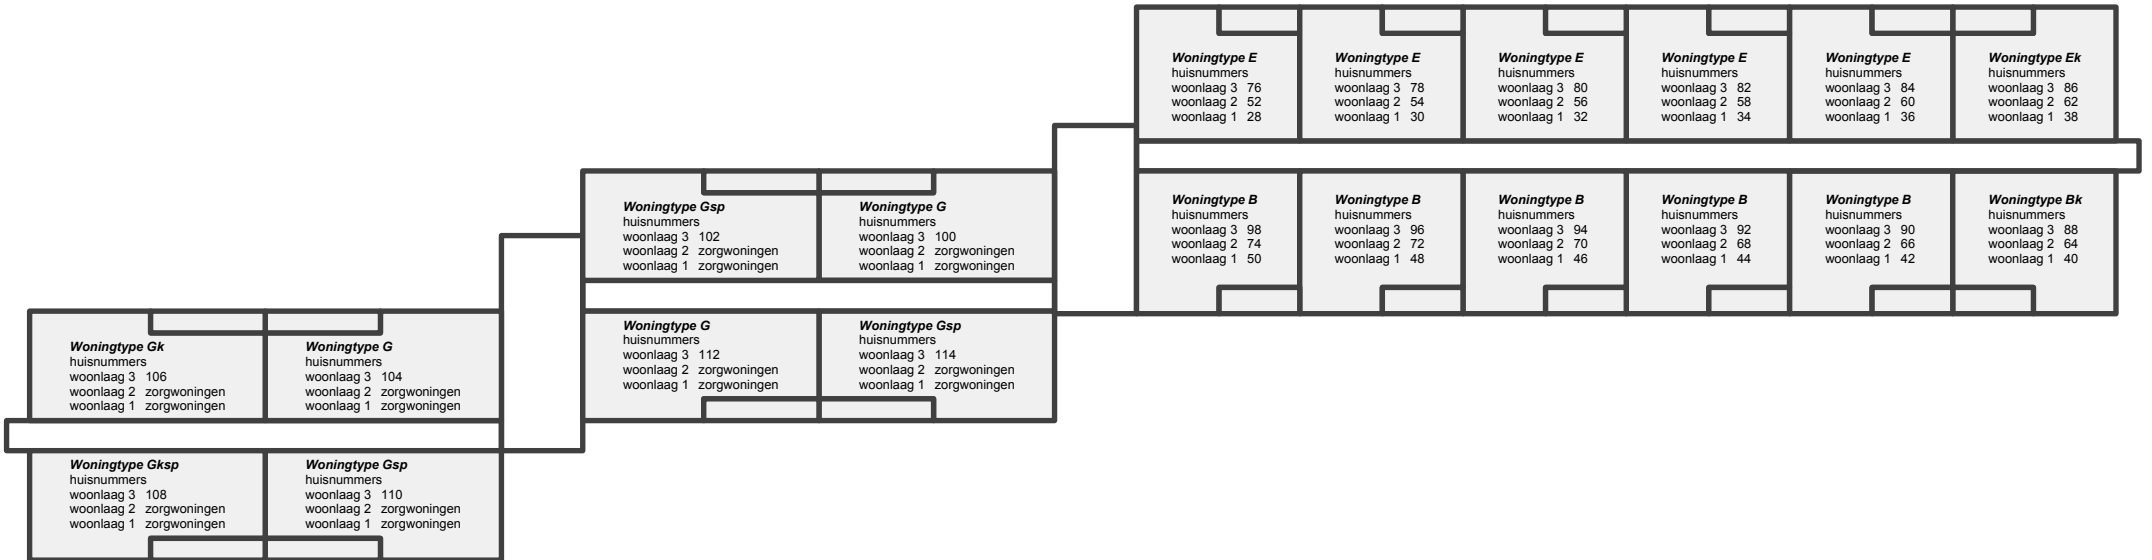 Woningtype E
huisnummers
woonlaag 3 76
woonlaag 2 52
woonlaag 1 28
Woningtype E
huisnummers
woonlaag 3 78
woonlaag 2 54
woonlaag 1 30
Woningtype E
huisnummers
woonlaag 3 80
woonlaag 2 56
woonlaag 1 32
Woningtype E
huisnummers
woonlaag 3 82
woonlaag 2 58
woonlaag 1 34
Woningtype E
huisnummers
woonlaag 3 84
woonlaag 2 60
woonlaag 1 36
Woningtype Ek
huisnummers
woonlaag 3 86
woonlaag 2 62
woonlaag 1 38
Woningtype B
huisnummers
woonlaag 3 98
woonlaag 2 74
woonlaag 1 50
Woningtype B
huisnummers
woonlaag 3 96
woonlaag 2 72
woonlaag 1 48
Woningtype B
huisnummers
woonlaag 3 94
woonlaag 2 70
woonlaag 1 46
Woningtype B
huisnummers
woonlaag 3 92
woonlaag 2 68
woonlaag 1 44
Woningtype B
huisnummers
woonlaag 3 90
woonlaag 2 66
woonlaag 1 42
Woningtype Bk
huisnummers
woonlaag 3 88
woonlaag 2 64
woonlaag 1 40
Woningtype Gsp
huisnummers
woonlaag 3 102
woonlaag 2 zorgwoningen
woonlaag 1 zorgwoningen
Woningtype G
huisnummers
woonlaag 3 100
woonlaag 2 zorgwoningen
woonlaag 1 zorgwoningen
Woningtype G
huisnummers
woonlaag 3 112
woonlaag 2 zorgwoningen
woonlaag 1 zorgwoningen
Woningtype Gsp
huisnummers
woonlaag 3 114
woonlaag 2 zorgwoningen
woonlaag 1 zorgwoningen
Woningtype Gk
huisnummers
woonlaag 3 106
woonlaag 2 zorgwoningen
woonlaag 1 zorgwoningen
Woningtype G
huisnummers
woonlaag 3 104
woonlaag 2 zorgwoningen
woonlaag 1 zorgwoningen
Woningtype Gksp
huisnummers
woonlaag 3 108
woonlaag 2 zorgwoningen
woonlaag 1 zorgwoningen
Woningtype Gsp
huisnummers
woonlaag 3 110
woonlaag 2 zorgwoningen
woonlaag 1 zorgwoningen